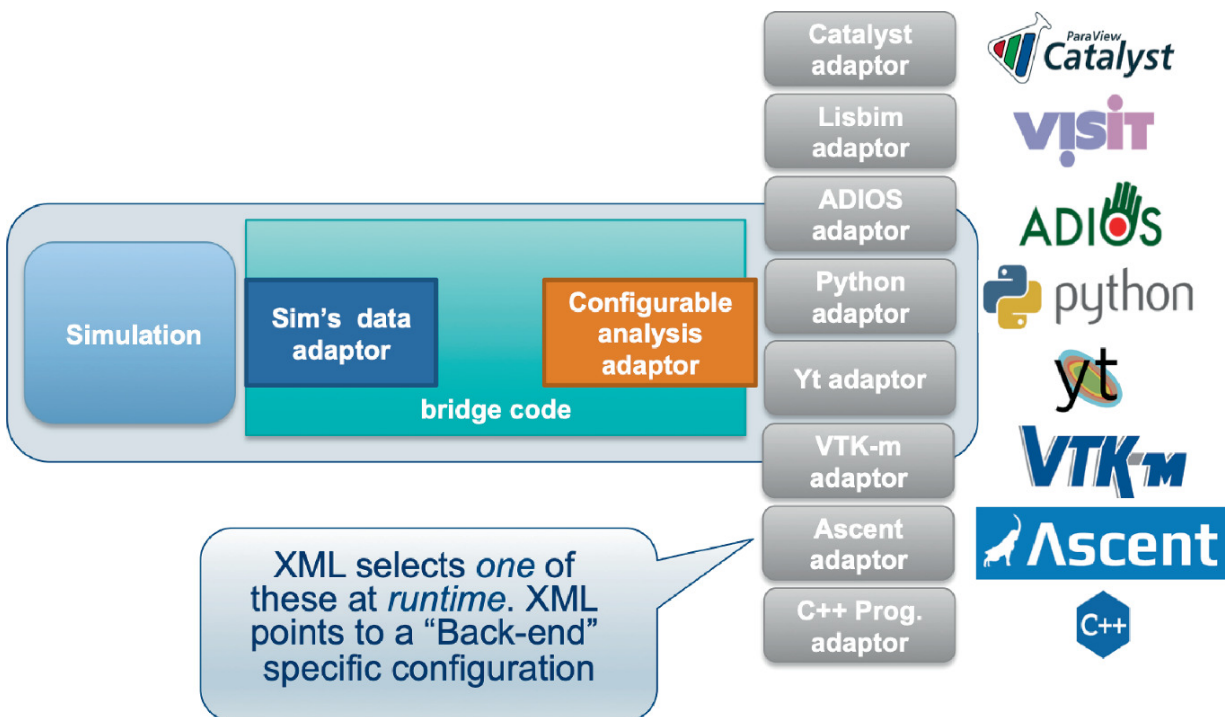 Catalyst
adaptor
ParaView
Catalyst
Lisbim
adaptor
VISIT
ADIOS
adaptor
ADIOS
Simulation
Sim's data
adaptor
Configurable
analysis
adaptor
bridge code
Python
adaptor
python
Yt adaptor
yt
VTK-m
adaptor
VTK-m
XML selects one of
these at runtime. XML
points to a “Back-end”
specific configuration
Ascent
adaptor
Ascent
C++ Prog.
adaptor
C++